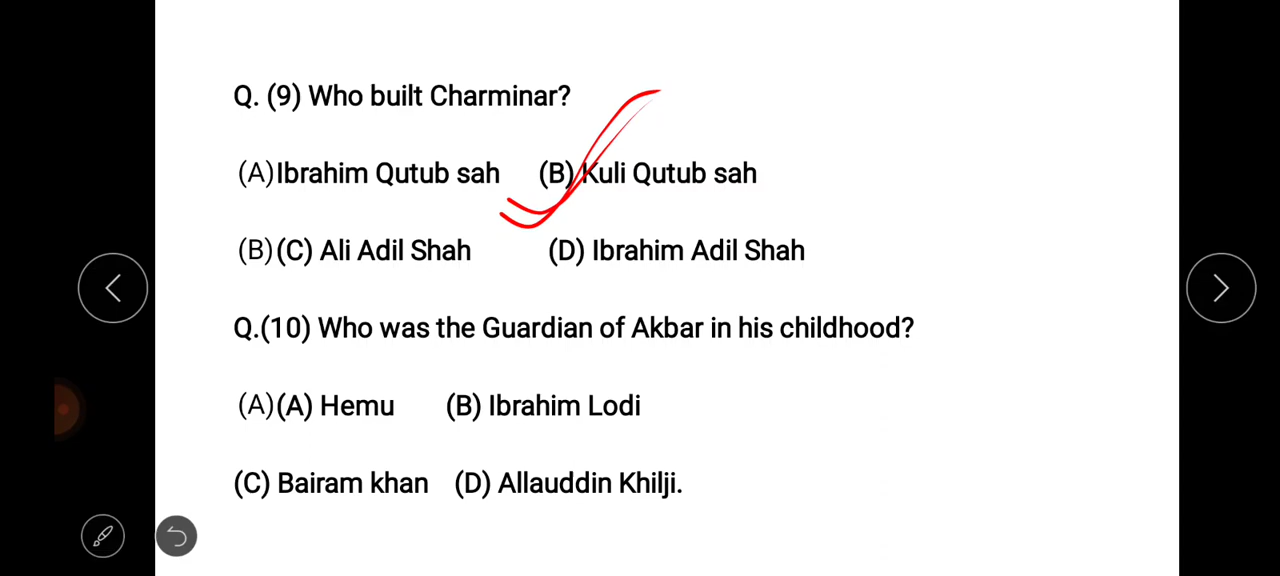 Q. (9) Who built Charminar?
(A) Ibrahim Qutub sah (B) Kuli Qutub sah
(B) (C) Ali Adil Shah (D) Ibrahim Adil Shah
Q.(10) Who was the Guardian of Akbar in his childhood?
(A) (A) Hemu (B) Ibrahim Lodi
(C) Bairam khan (D) Allauddin Khilji.